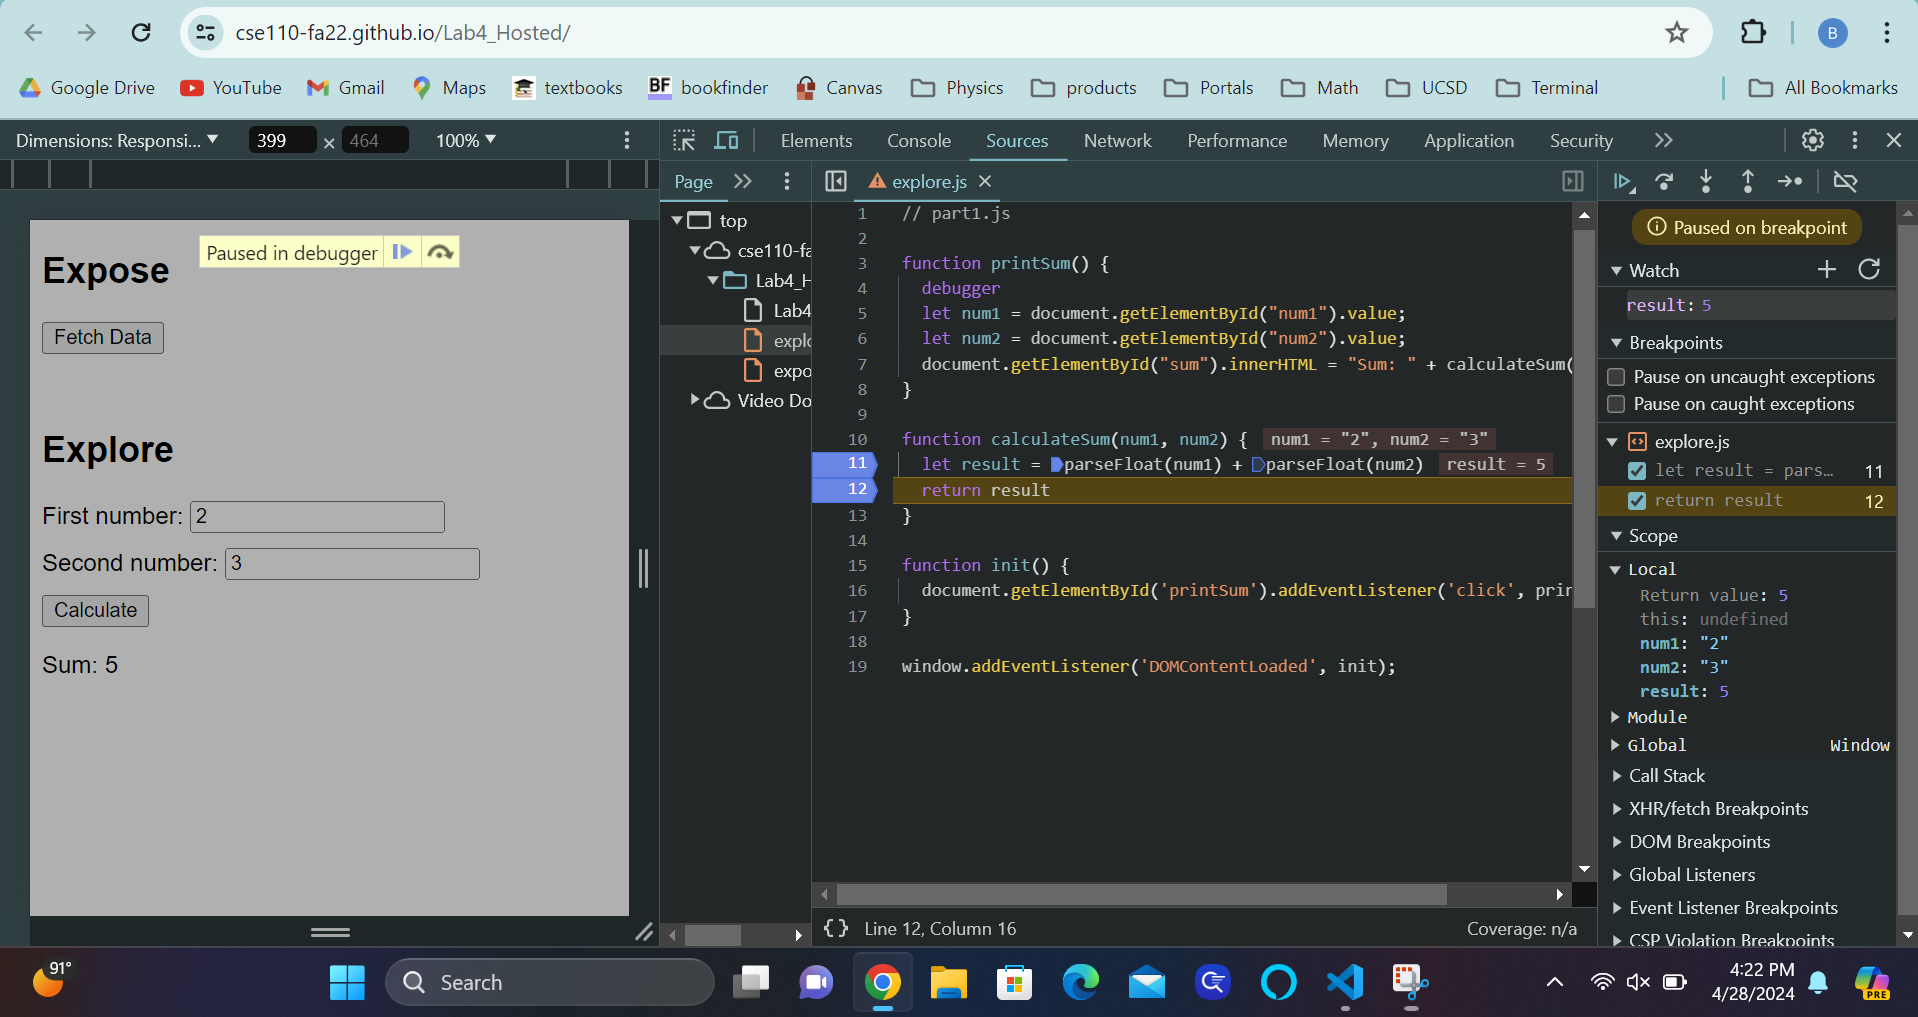 cse110-fa22.github.io/Lab4_Hosted/
B
Google Drive YouTube Gmail Maps textbooks BF bookfinder Canvas Physics products Portals Math UCSD Terminal All Bookmarks
Dimensions: Responsi... 399 × 464 100%
Elements Console Sources Network Performance Memory Application Security
Page
explore.js
Paused in debugger
Expose
Fetch Data
Explore
First number: 2
Second number: 3
Calculate
Sum: 5
top
cse110-fa
Lab4_H
Lab4
explo
expo
Video Do
1 // part1.js
2
3 function printSum() {
4 debugger
5 let num1 = document.getElementById("num1").value;
6 let num2 = document.getElementById("num2").value;
7 document.getElementById("sum").innerHTML = "Sum: " + calculateSum(
8 }
9
10 function calculateSum(num1, num2) { num1 = "2", num2 = "3"
11 let result = parseFloat(num1) + parseFloat(num2) result = 5
12 return result
13 }
14
15 function init() {
16 document.getElementById('printSum').addEventListener('click', prin
17 }
18
19 window.addEventListener('DOMContentLoaded', init);
{} Line 12, Column 16 Coverage: n/a
Paused on breakpoint
Watch
result: 5
Breakpoints
Pause on uncaught exceptions
Pause on caught exceptions
explore.js
let result = pars... 11
return result 12
Scope
Local
Return value: 5
this: undefined
num1: "2"
num2: "3"
result: 5
Module
Global Window
Call Stack
XHR/fetch Breakpoints
DOM Breakpoints
Global Listeners
Event Listener Breakpoints
CSP Violation Breakpoints
91°
Search
4:22 PM
4/28/2024
PRE